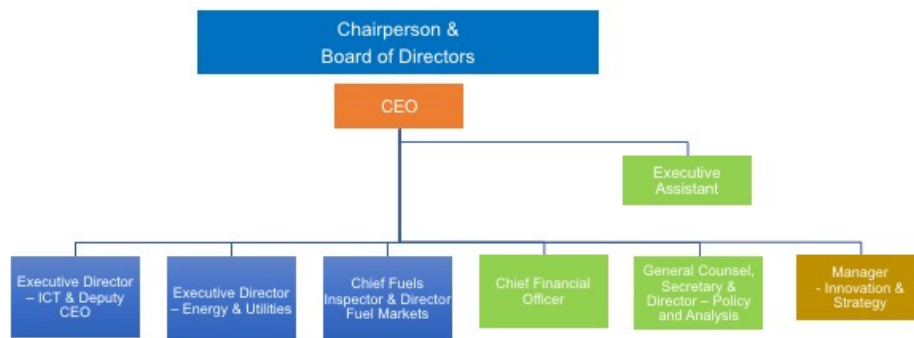 Chairperson &
Board of Directors
CEO
Executive
Assistant
Executive Director
– ICT & Deputy
CEO
Executive Director
– Energy & Utilities
Chief Fuels
Inspector & Director
Fuel Markets
Chief Financial
Officer
General Counsel,
Secretary &
Director – Policy
and Analysis
Manager
- Innovation &
Strategy